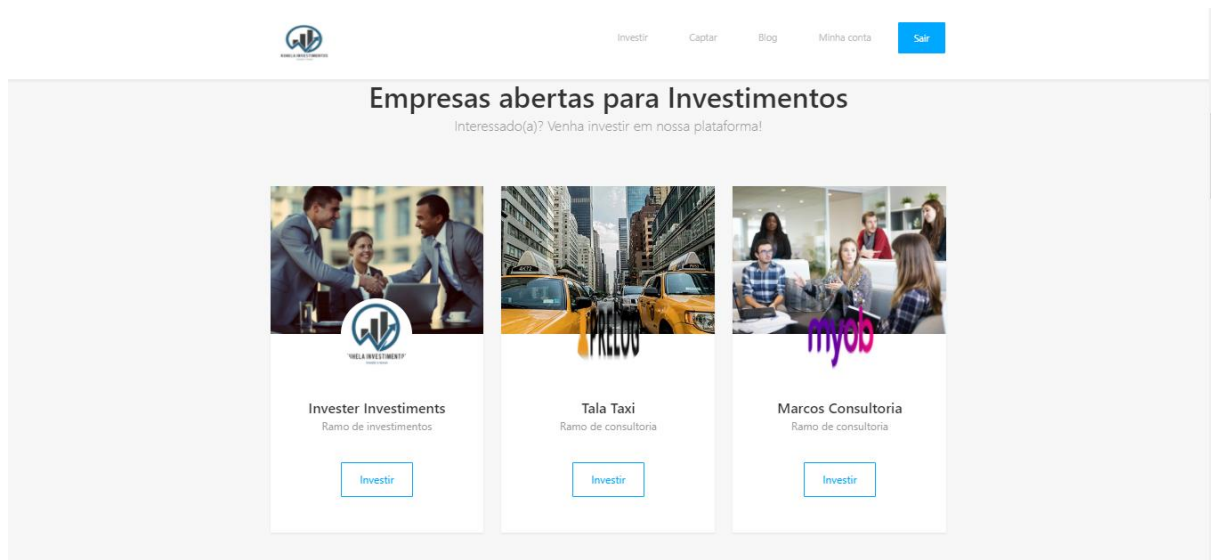 Investir Captar Blog Minha conta Sair
Empresas abertas para Investimentos
Interessado(a)? Venha investir em nossa plataforma!
PRELOG
myob
Invester Investiments
Ramo de investimentos
Investir
Tala Taxi
Ramo de consultoria
Investir
Marcos Consultoria
Ramo de consultoria
Investir